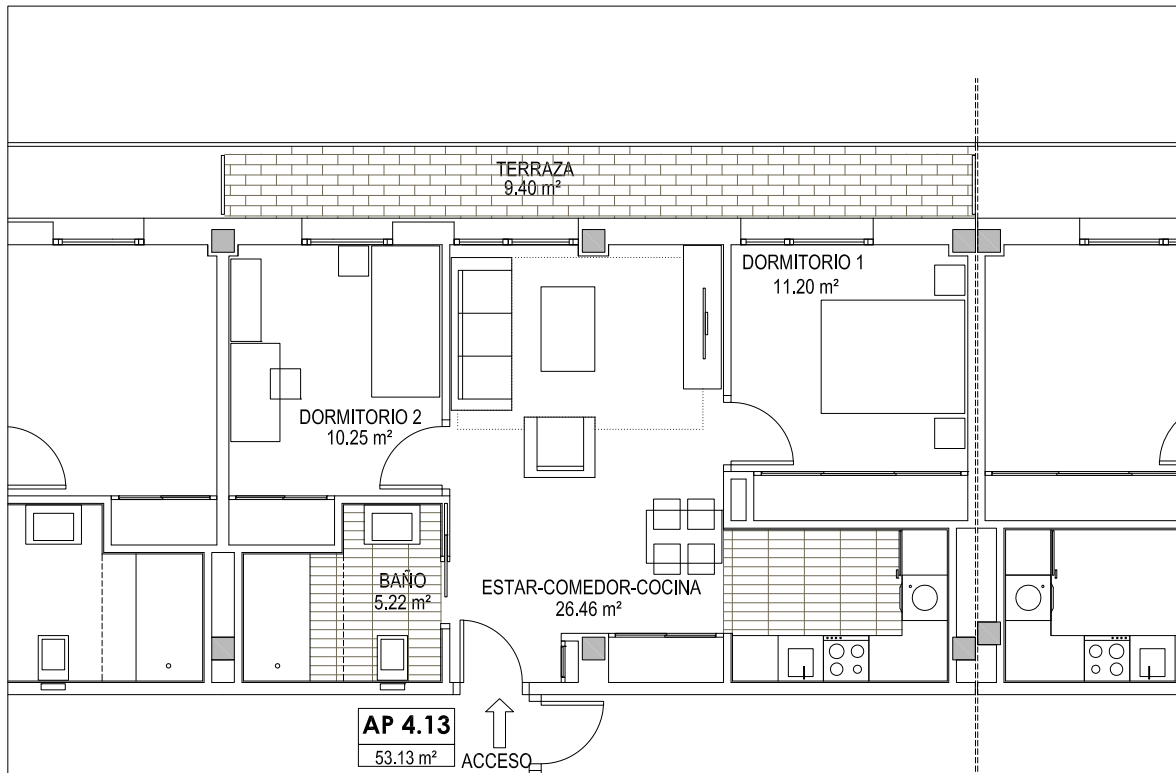 TERRAZA
9.40 m²
DORMITORIO 1
11.20 m²
DORMITORIO 2
10.25 m²
BAÑO
5.22 m²
ESTAR-COMEDOR-COCINA
26.46 m²
AP 4.13
53.13 m²
ACCESO